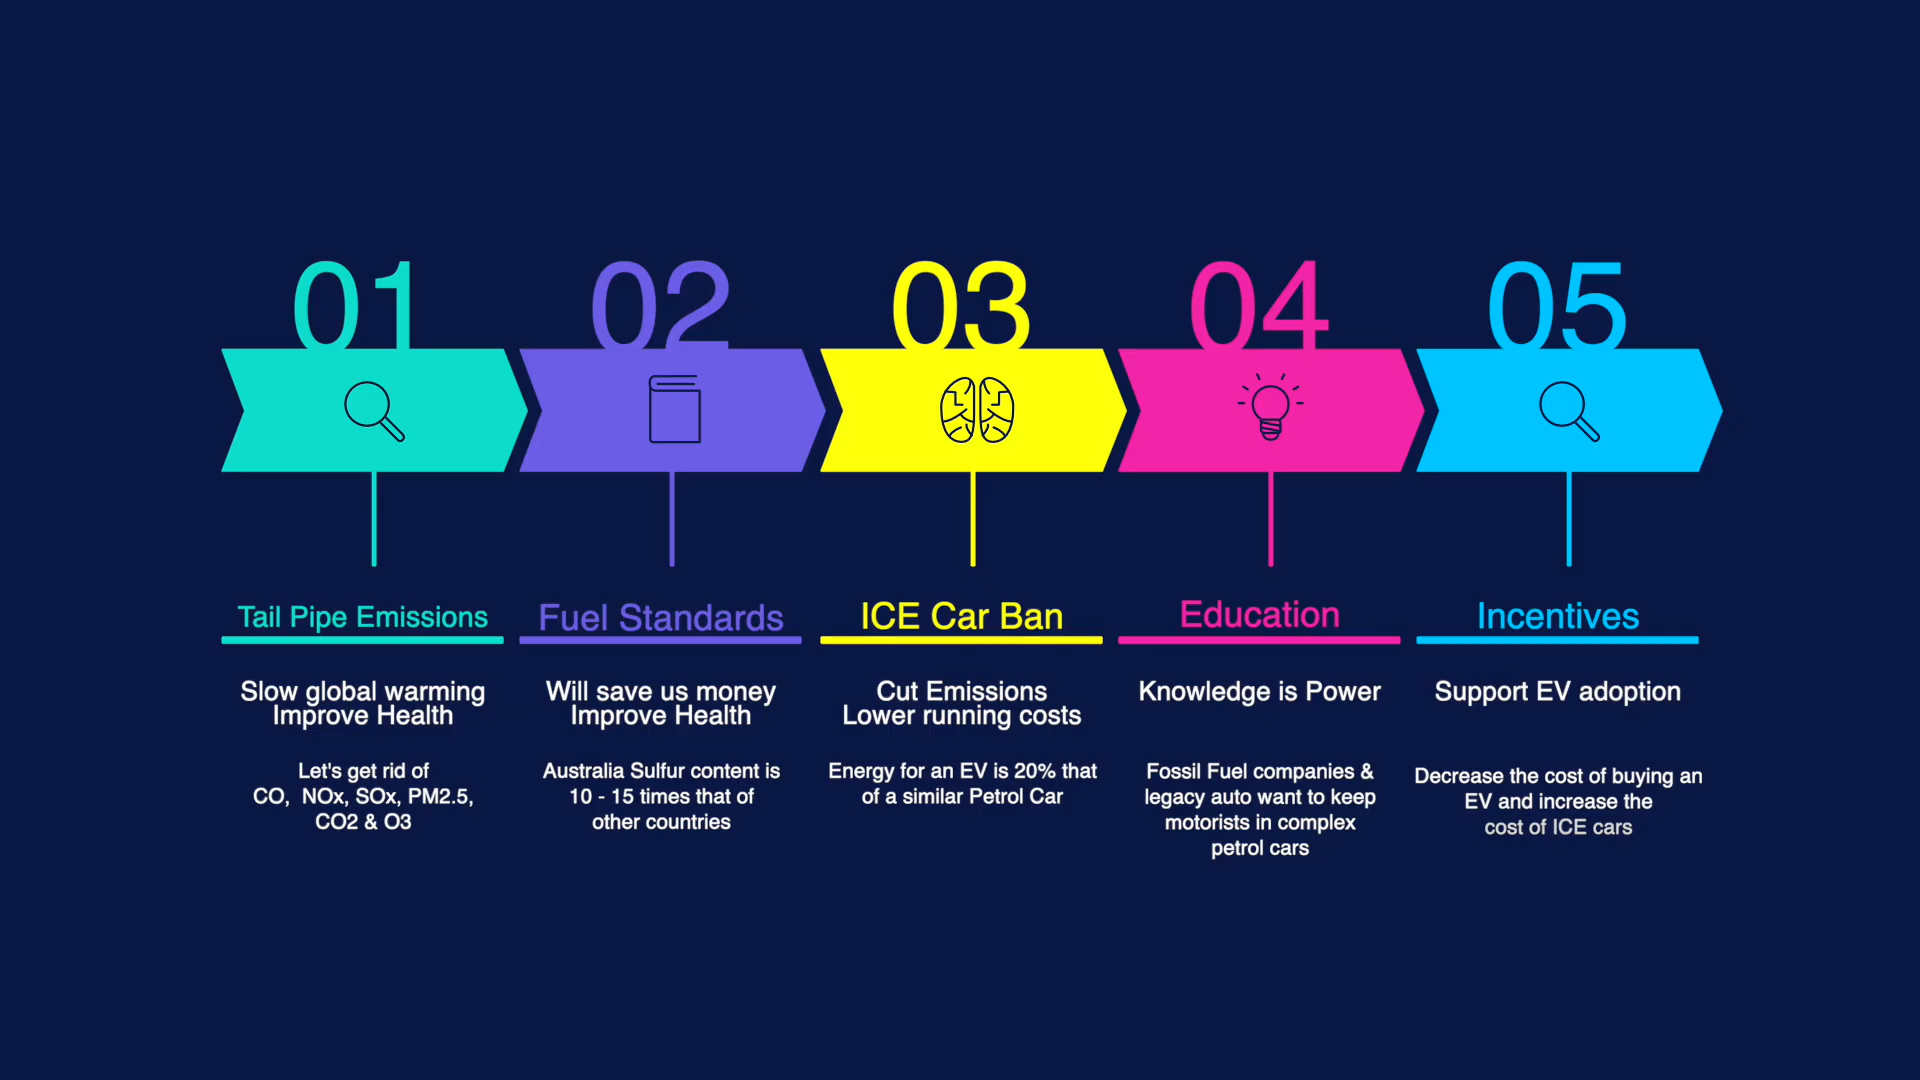 01
02
03
04
05
Tail Pipe Emissions
Slow global warming
Improve Health
Let's get rid of
CO, NOx, SOx, PM2.5,
CO2 & O3
Fuel Standards
Will save us money
Improve Health
Australia Sulfur content is
10 - 15 times that of
other countries
ICE Car Ban
Cut Emissions
Lower running costs
Energy for an EV is 20% that
of a similar Petrol Car
Education
Knowledge is Power
Fossil Fuel companies &
legacy auto want to keep
motorists in complex
petrol cars
Incentives
Support EV adoption
Decrease the cost of buying an
EV and increase the
cost of ICE cars